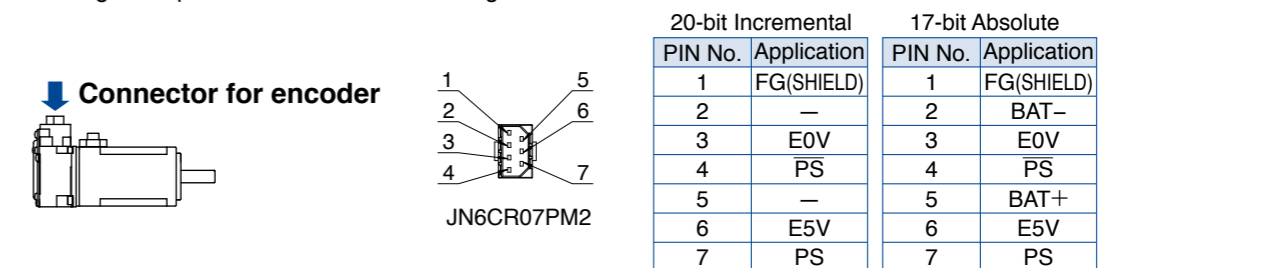 20-bit Incremental 17-bit Absolute
PIN No. Application PIN No. Application
1 FG(SHIELD) 1 FG(SHIELD)
2 — 2 BAT−
3 E0V 3 E0V
4 P̅S̅ 4 P̅S̅
5 — 5 BAT+
6 E5V 6 E5V
7 PS 7 PS
Connector for encoder
1 5
2 6
3
4 7
JN6CR07PM2